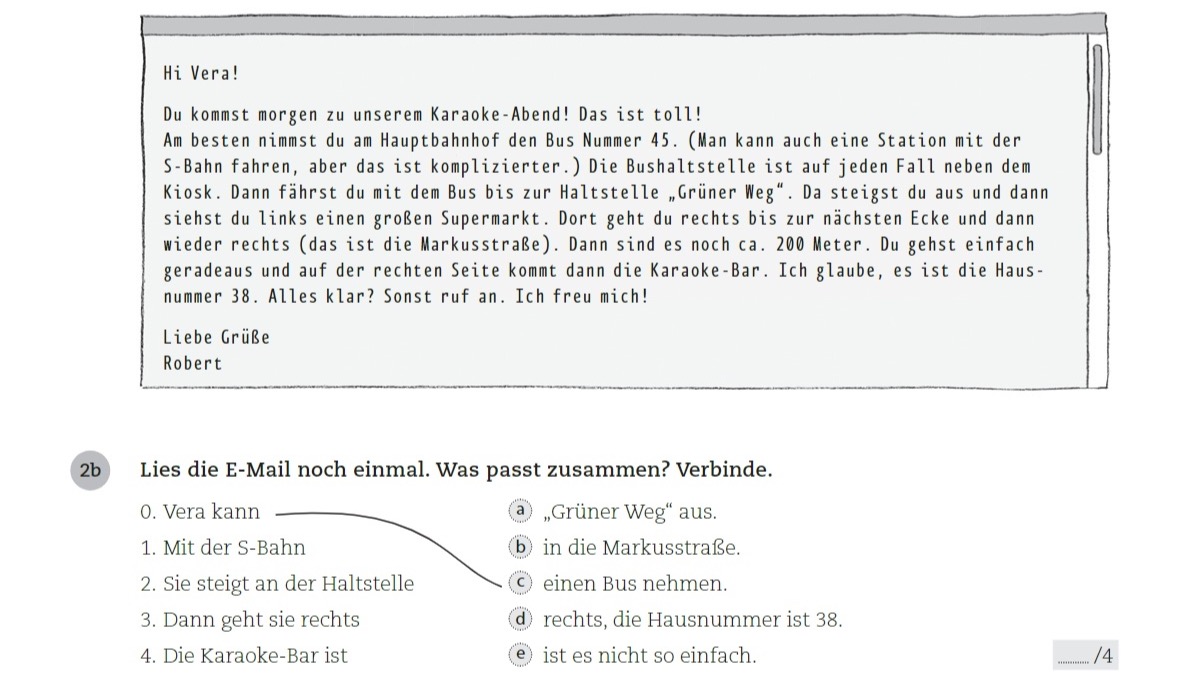 Hi Vera!
Du kommst morgen zu unserem Karaoke-Abend! Das ist toll!
Am besten nimmst du am Hauptbahnhof den Bus Nummer 45. (Man kann auch eine Station mit der
S-Bahn fahren, aber das ist komplizierter.) Die Bushaltstelle ist auf jeden Fall neben dem
Kiosk. Dann fährst du mit dem Bus bis zur Haltstelle „Grüner Weg“. Da steigst du aus und dann
siehst du links einen großen Supermarkt. Dort geht du rechts bis zur nächsten Ecke und dann
wieder rechts (das ist die Markusstraße). Dann sind es noch ca. 200 Meter. Du gehst einfach
geradeaus und auf der rechten Seite kommt dann die Karaoke-Bar. Ich glaube, es ist die Haus-
nummer 38. Alles klar? Sonst ruf an. Ich freu mich!
Liebe Grüße
Robert
2b Lies die E-Mail noch einmal. Was passt zusammen? Verbinde.
0. Vera kann
1. Mit der S-Bahn
2. Sie steigt an der Haltstelle
3. Dann geht sie rechts
4. Die Karaoke-Bar ist
a „Grüner Weg“ aus.
b in die Markusstraße.
c einen Bus nehmen.
d rechts, die Hausnummer ist 38.
e ist es nicht so einfach.
........... /4